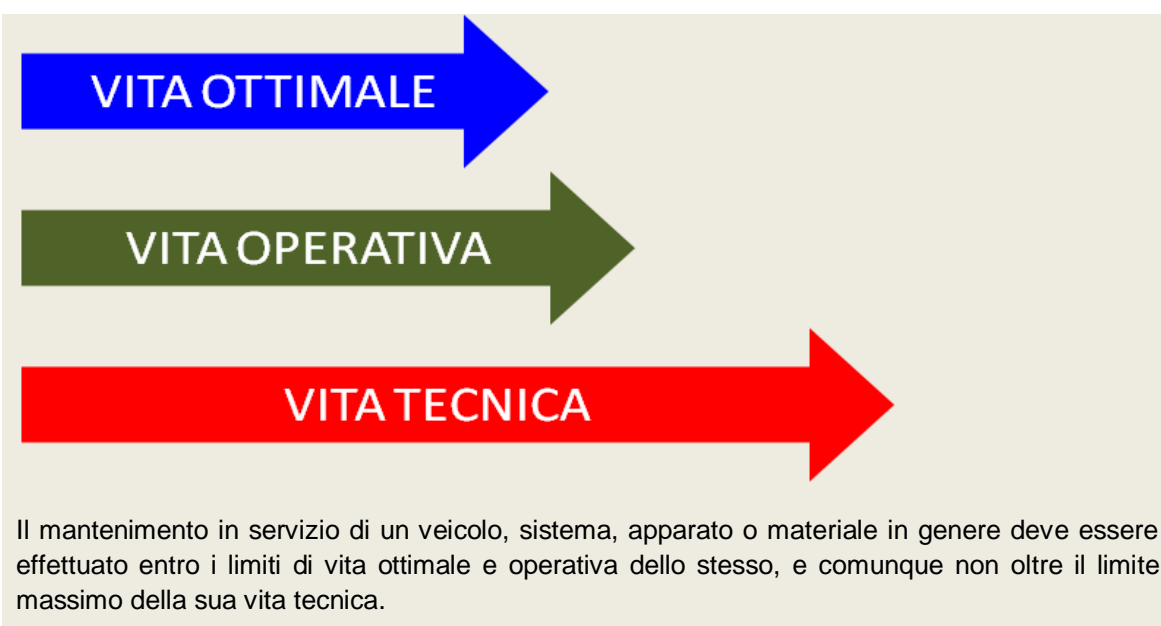 VITA OTTIMALE
VITA OPERATIVA
VITA TECNICA
Il mantenimento in servizio di un veicolo, sistema, apparato o materiale in genere deve essere
effettuato entro i limiti di vita ottimale e operativa dello stesso, e comunque non oltre il limite
massimo della sua vita tecnica.